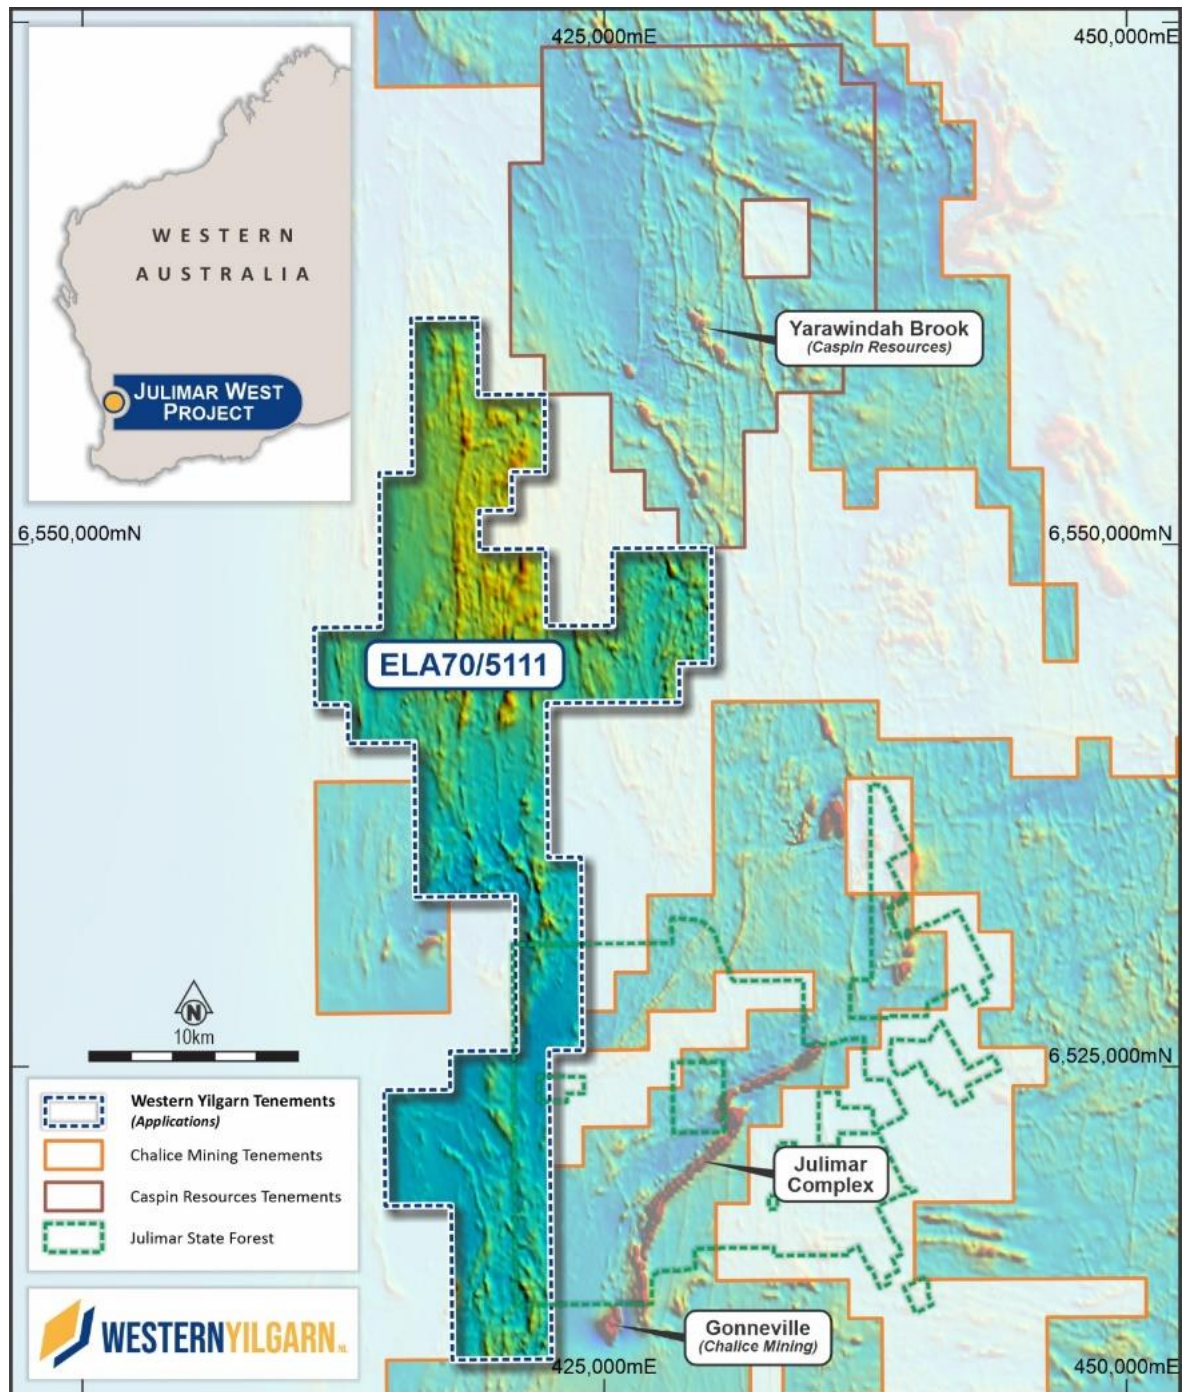 425,000mE
450,000mE
WESTERN
AUSTRALIA
JULIMAR WEST
PROJECT
Yarawindah Brook
(Caspin Resources)
6,550,000mN
6,550,000mN
ELA70/5111
N
10km
6,525,000mN
Western Yilgarn Tenements
(Applications)
Chalice Mining Tenements
Caspin Resources Tenements
Julimar State Forest
Julimar
Complex
WESTERNYILGARN NL
Gonneville
(Chalice Mining)
425,000mE
450,000mE